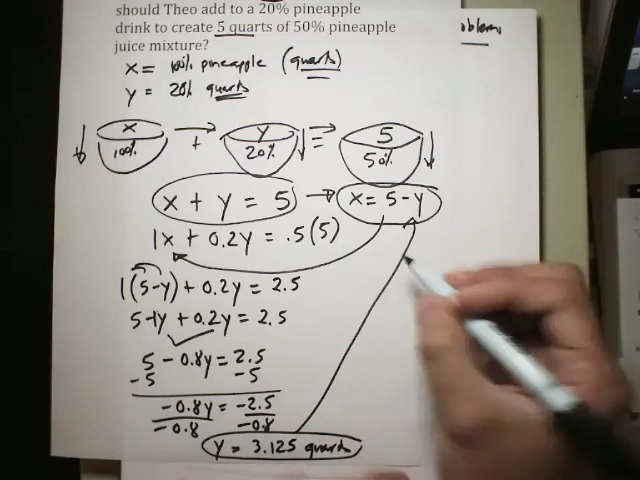 should Theo add to a 20% pineapple
drink to create 5 quarts of 50% pineapple
juice mixture?
x = 100% pineapple (quarts)
y = 20% quarts
x + y = 5
100% 20% 50%
x + y = 5 → x = 5 - y
1x + 0.2y = .5(5)
1(5-y) + 0.2y = 2.5
5 - 1y + 0.2y = 2.5
5 - 0.8y = 2.5
-5 -5
-0.8y = -2.5
-0.8 -0.8
y = 3.125 quarts